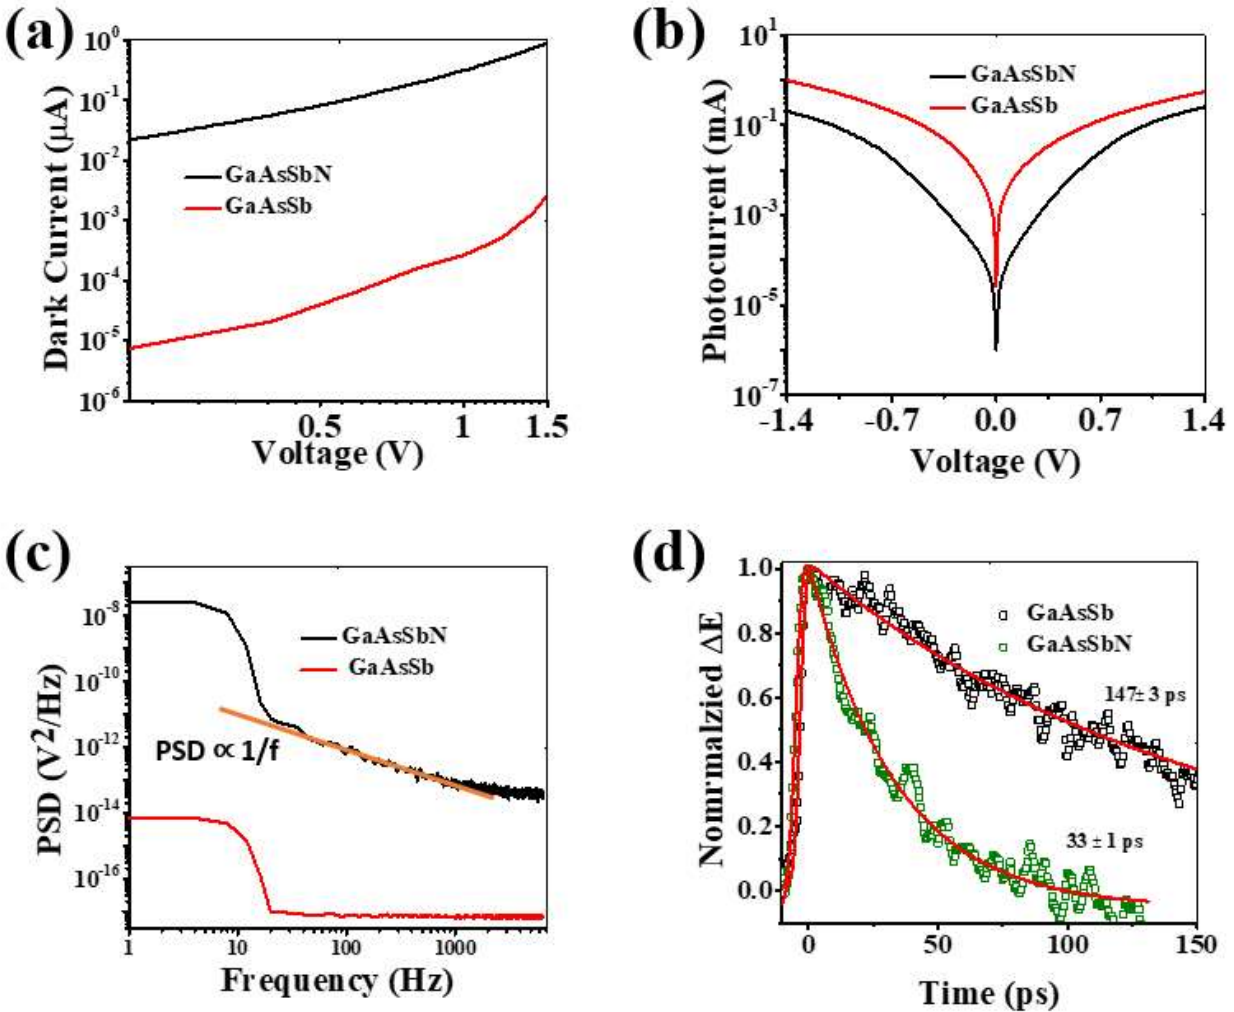 (a)
10⁰
10⁻¹
10⁻²
10⁻³
10⁻⁴
10⁻⁵
10⁻⁶
Dark Current (μA)
GaAsSbN
GaAsSb
0.5
1
1.5
Voltage (V)
(b)
10¹
10⁻¹
10⁻³
10⁻⁵
10⁻⁷
Photocurrent (mA)
GaAsSbN
GaAsSb
-1.4
-0.7
0.0
0.7
1.4
Voltage (V)
(c)
10⁻⁸
10⁻¹⁰
10⁻¹²
10⁻¹⁴
10⁻¹⁶
PSD (V²/Hz)
GaAsSbN
GaAsSb
PSD ∝ 1/f
1
10
100
1000
Frequency (Hz)
(d)
1.0
0.8
0.6
0.4
0.2
0.0
Nomrmalzied ΔE
GaAsSb
GaAsSbN
147± 3 ps
33 ± 1 ps
0
50
100
150
Time (ps)